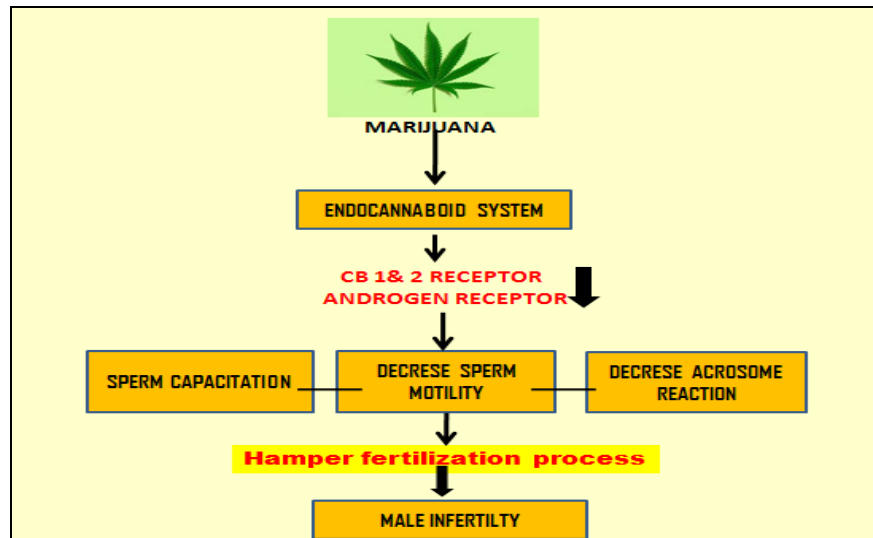 MARIJUANA
ENDOCANNABOID SYSTEM
CB 1& 2 RECEPTOR
ANDROGEN RECEPTOR
SPERM CAPACITATION
DECRESE SPERM
MOTILITY
DECRESE ACROSOME
REACTION
Hamper fertilization process
MALE INFERTILTY